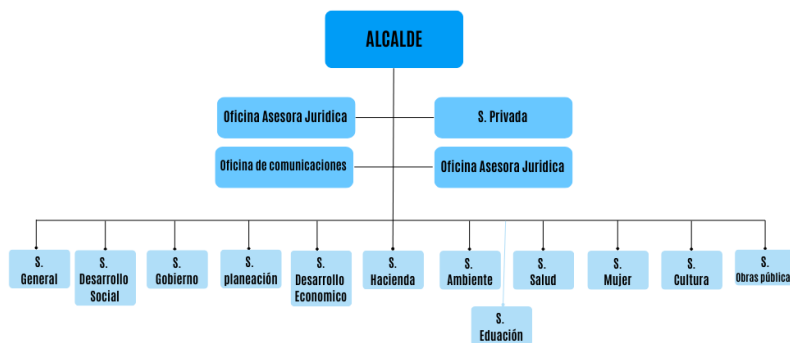 ALCALDE
Oficina Asesora Juridica
S. Privada
Oficina de comunicaciones
Oficina Asesora Juridica
S.
General
S.
Desarrollo
Social
S.
Gobierno
S.
planeación
S.
Desarrollo
Economico
S.
Hacienda
S.
Ambiente
S.
Salud
S.
Mujer
S.
Cultura
S.
Obras públicas
S.
Eduación